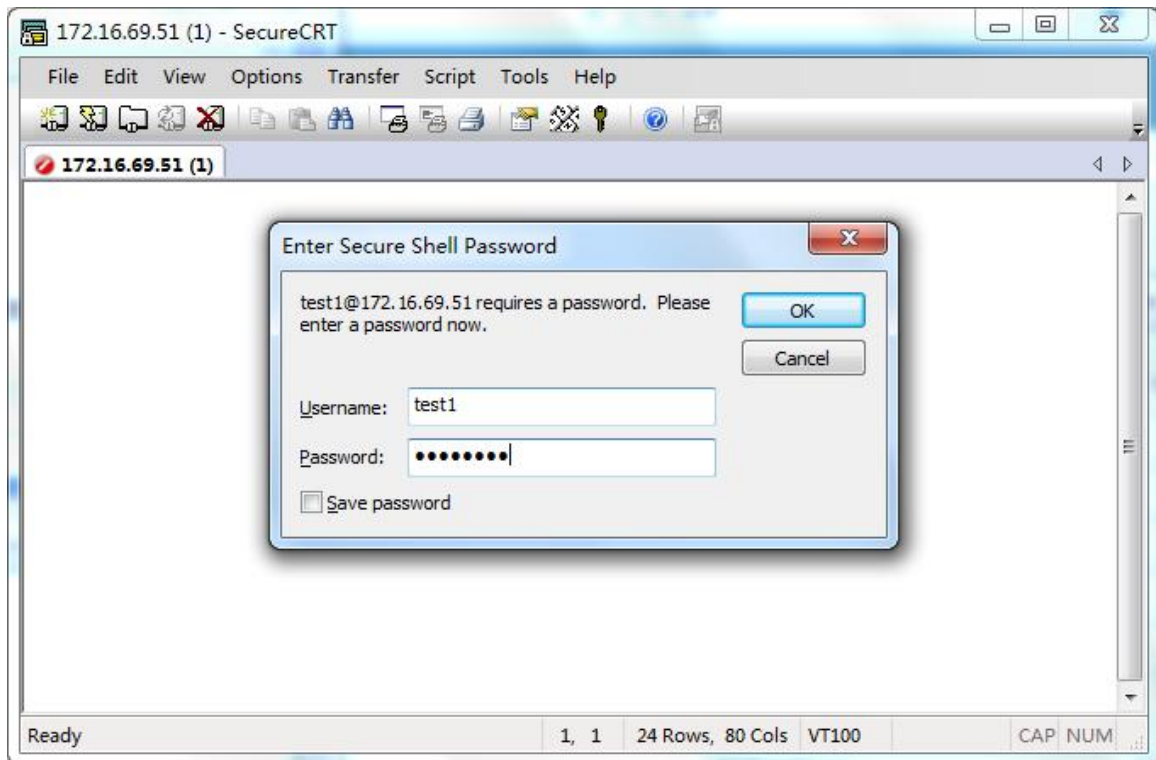 172.16.69.51 (1) - SecureCRT
File Edit View Options Transfer Script Tools Help
172.16.69.51 (1)
Enter Secure Shell Password
test1@172.16.69.51 requires a password. Please
enter a password now.
OK
Cancel
Username: test1
Password: ●●●●●●●●
Save password
Ready 1, 1 24 Rows, 80 Cols VT100 CAP NUM